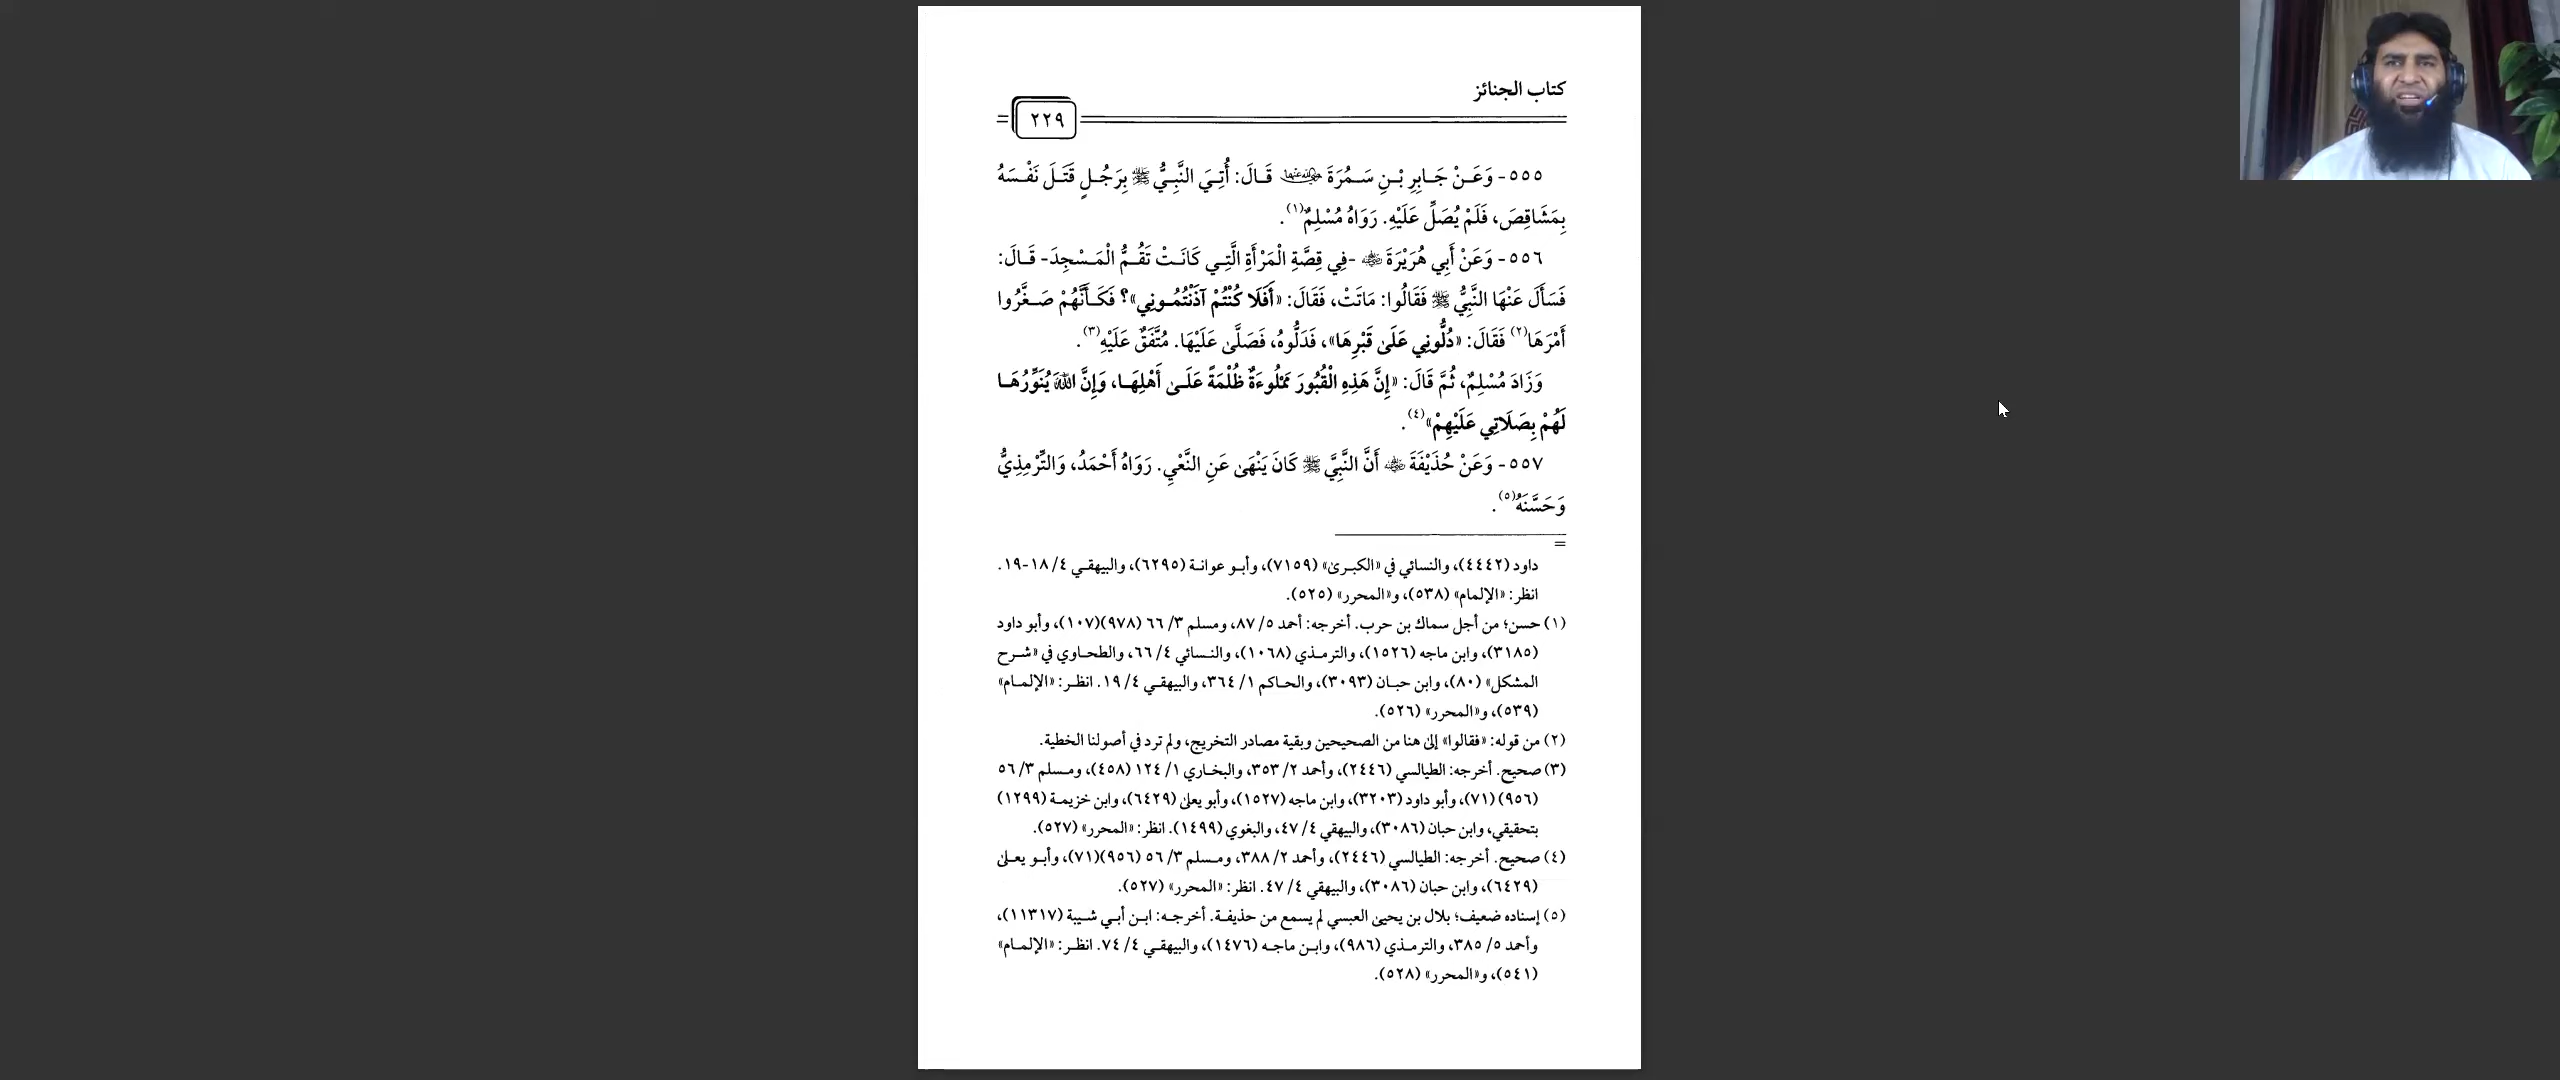 كتاب الجنائز
٢٢٩
٥٥٥- وَعَنْ جَابِرِ بْنِ سَمُرَةَ رضي الله عنهما قَالَ: أُتِيَ النَّبِيُّ ﷺ بِرَجُلٍ قَتَلَ نَفْسَهُ
بِمَشَاقِصَ، فَلَمْ يُصَلِّ عَلَيْهِ. رَوَاهُ مُسْلِمٌ(١).
٥٥٦- وَعَنْ أَبِي هُرَيْرَةَ رضي الله عنه -فِي قِصَّةِ الْمَرْأَةِ الَّتِي كَانَتْ تَقُمُّ الْمَسْجِدَ- قَالَ:
فَسَأَلَ عَنْهَا النَّبِيُّ ﷺ فَقَالُوا: مَاتَتْ، فَقَالَ: «أَفَلَا كُنْتُمْ آذَنْتُمُونِي»؟ فَكَأَنَّهُمْ صَغَّرُوا
أَمْرَهَا(٢) فَقَالَ: «دُلُّونِي عَلَىٰ قَبْرِهَا»، فَدَلُّوهُ، فَصَلَّىٰ عَلَيْهَا. مُتَّفَقٌ عَلَيْهِ(٣).
وَزَادَ مُسْلِمٌ، ثُمَّ قَالَ: «إِنَّ هَذِهِ الْقُبُورَ مَمْلُوءَةٌ ظُلْمَةً عَلَىٰ أَهْلِهَا، وَإِنَّ اللهَ يُنَوِّرُهَا
لَهُمْ بِصَلَاتِي عَلَيْهِمْ»(٤).
٥٥٧- وَعَنْ حُذَيْفَةَ رضي الله عنه أَنَّ النَّبِيَّ ﷺ كَانَ يَنْهَىٰ عَنِ النَّعْيِ. رَوَاهُ أَحْمَدُ، وَالتِّرْمِذِيُّ
وَحَسَّنَهُ(٥).
=
داود (٤٤٤٢)، والنسائي في «الكبرىٰ» (٧١٥٩)، وأبو عوانة (٦٢٩٥)، والبيهقي ٤/ ١٨-١٩.
انظر: «الإلمام» (٥٣٨)، و«المحرر» (٥٢٥).
(١) حسن؛ من أجل سماك بن حرب. أخرجه: أحمد ٥/ ٨٧، ومسلم ٣/ ٦٦ (٩٧٨)(١٠٧)، وأبو داود
(٣١٨٥)، وابن ماجه (١٥٢٦)، والترمذي (١٠٦٨)، والنسائي ٤/ ٦٦، والطحاوي في «شرح
المشكل» (٨٠)، وابن حبان (٣٠٩٣)، والحاكم ١/ ٣٦٤، والبيهقي ٤/ ١٩. انظر: «الإلمام»
(٥٣٩)، و«المحرر» (٥٢٦).
(٢) من قوله: «فقالوا» إلىٰ هنا من الصحيحين وبقية مصادر التخريج، ولم ترد في أصولنا الخطية.
(٣) صحيح. أخرجه: الطيالسي (٢٤٤٦)، وأحمد ٢/ ٣٥٣، والبخاري ١/ ١٢٤ (٤٥٨)، ومسلم ٣/ ٥٦
(٩٥٦) (٧١)، وأبو داود (٣٢٠٣)، وابن ماجه (١٥٢٧)، وأبو يعلىٰ (٦٤٢٩)، وابن خزيمة (١٢٩٩)
بتحقيقي، وابن حبان (٣٠٨٦)، والبيهقي ٤/ ٤٧، والبغوي (١٤٩٩). انظر: «المحرر» (٥٢٧).
(٤) صحيح. أخرجه: الطيالسي (٢٤٤٦)، وأحمد ٢/ ٣٨٨، ومسلم ٣/ ٥٦ (٩٥٦)(٧١)، وأبو يعلىٰ
(٦٤٢٩)، وابن حبان (٣٠٨٦)، والبيهقي ٤/ ٤٧. انظر: «المحرر» (٥٢٧).
(٥) إسناده ضعيف؛ بلال بن يحيىٰ العبسي لم يسمع من حذيفة. أخرجه: ابن أبي شيبة (١١٣١٧)،
وأحمد ٥/ ٣٨٥، والترمذي (٩٨٦)، وابن ماجه (١٤٧٦)، والبيهقي ٤/ ٧٤. انظر: «الإلمام»
(٥٤١)، و«المحرر» (٥٢٨).